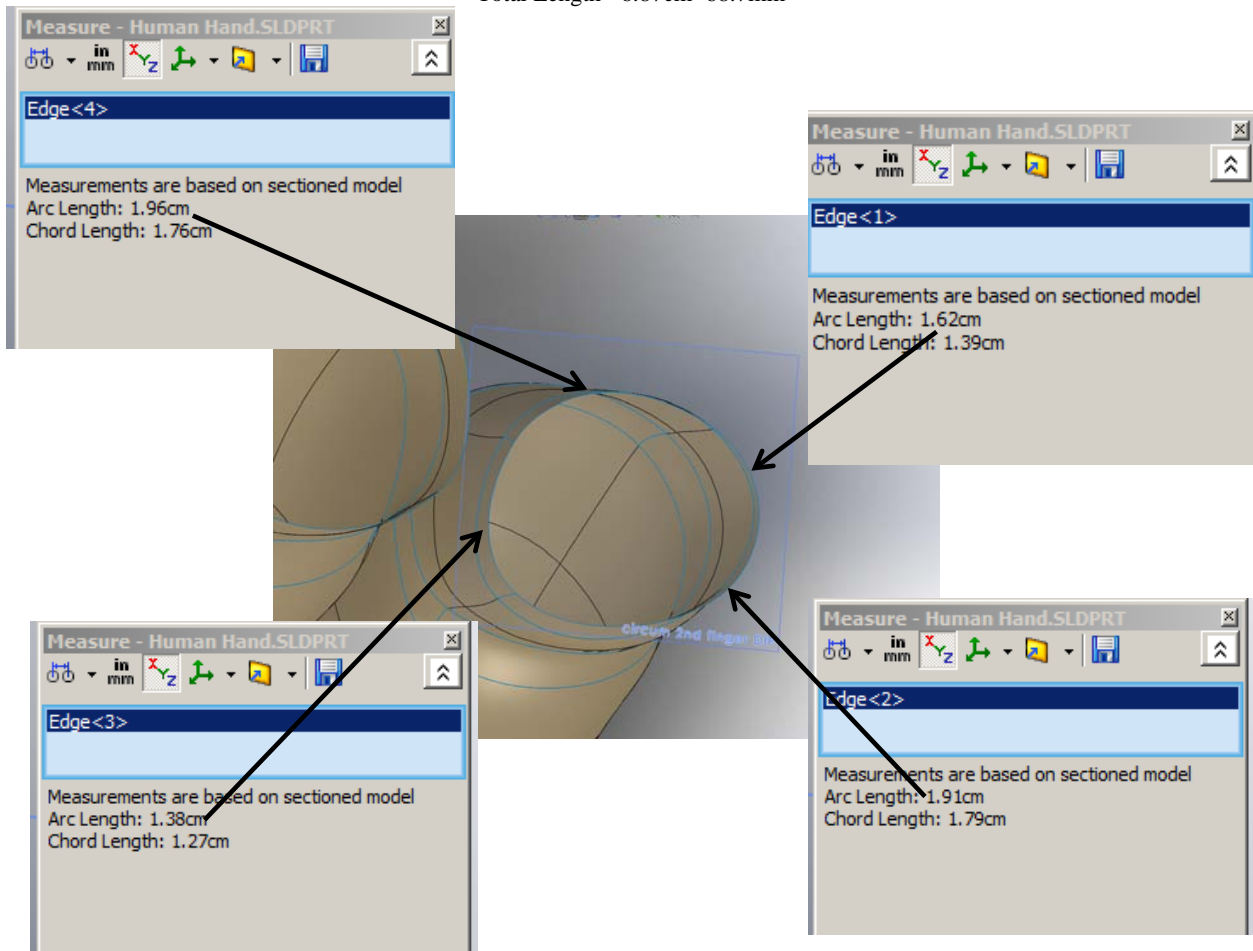 Measure - Human Hand.SLDPRT
in
mm
X Y Z
Edge<4>
Measurements are based on sectioned model
Arc Length: 1.96cm
Chord Length: 1.76cm
Measure - Human Hand.SLDPRT
in
mm
X Y Z
Edge<1>
Measurements are based on sectioned model
Arc Length: 1.62cm
Chord Length: 1.39cm
circum 2nd finger
Measure - Human Hand.SLDPRT
in
mm
X Y Z
Edge<3>
Measurements are based on sectioned model
Arc Length: 1.38cm
Chord Length: 1.27cm
Measure - Human Hand.SLDPRT
in
mm
X Y Z
Edge<2>
Measurements are based on sectioned model
Arc Length: 1.91cm
Chord Length: 1.79cm